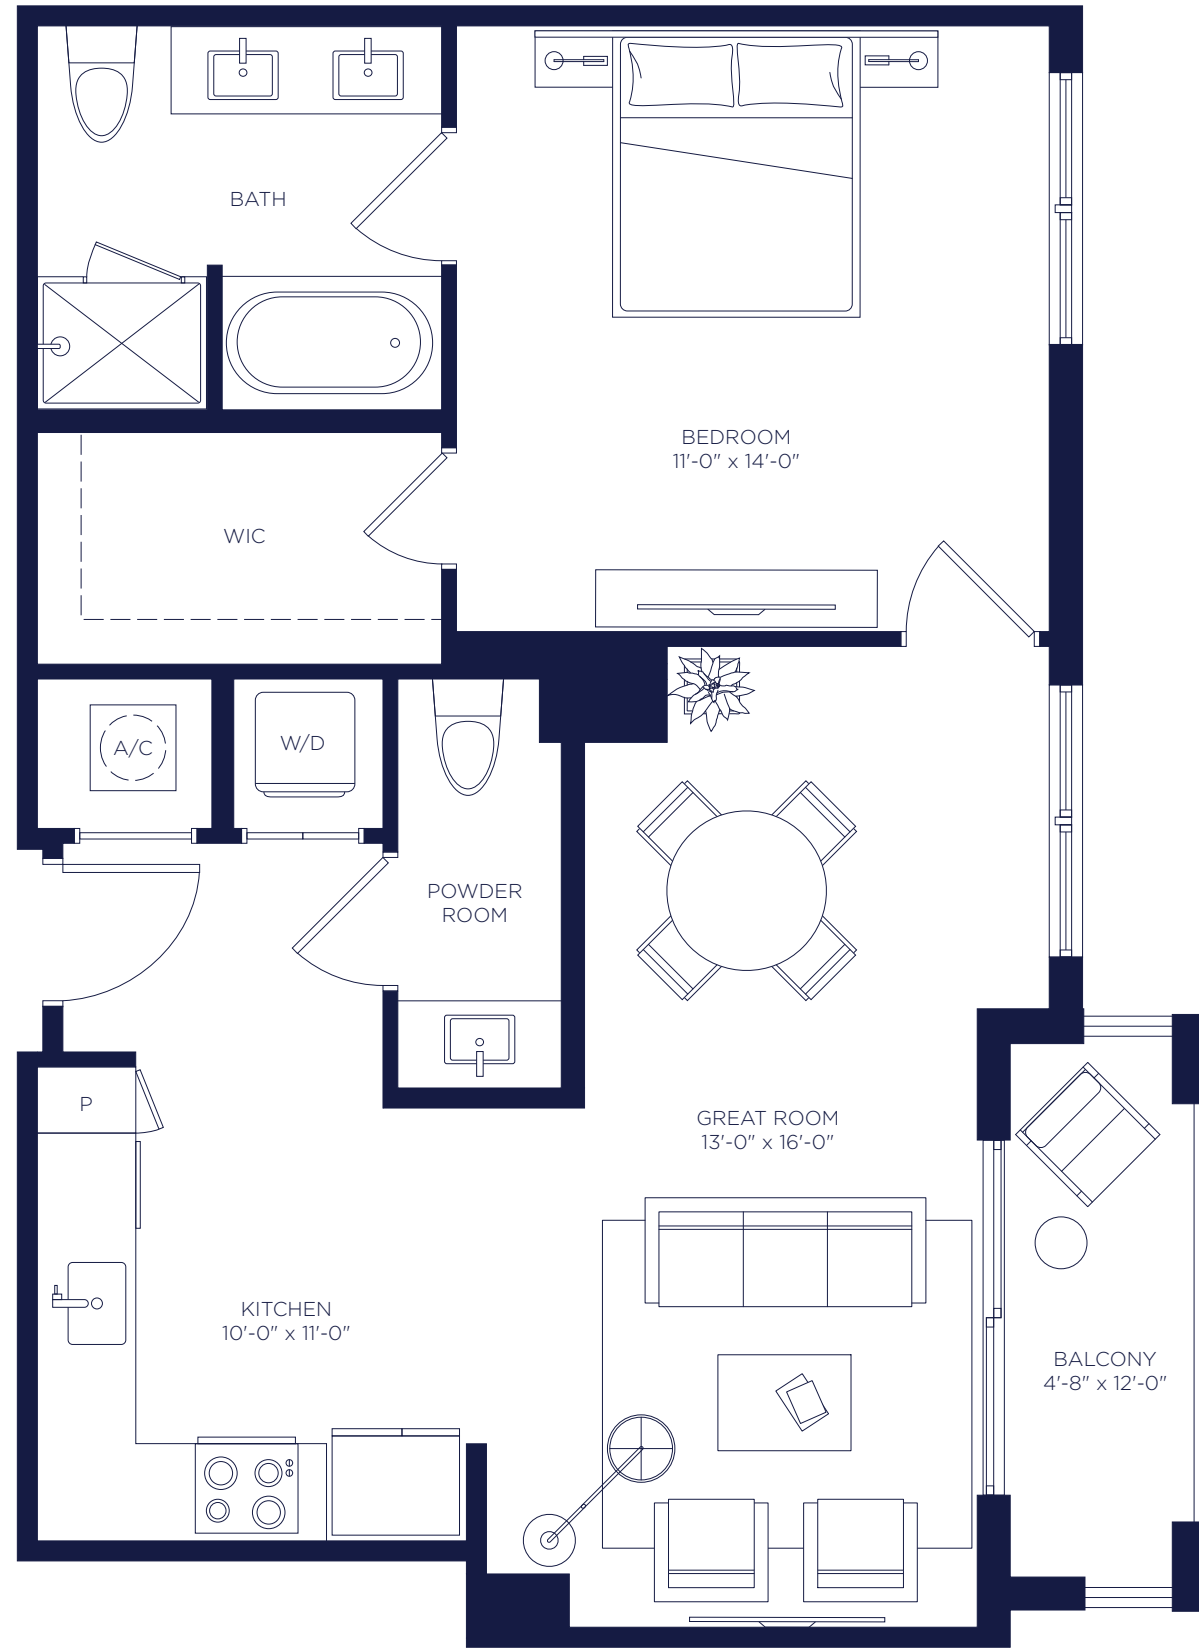 BATH
BEDROOM
11'-0" x 14'-0"
WIC
A/C
W/D
POWDER
ROOM
P
GREAT ROOM
13'-0" x 16'-0"
KITCHEN
10'-0" x 11'-0"
BALCONY
4'-8" x 12'-0"